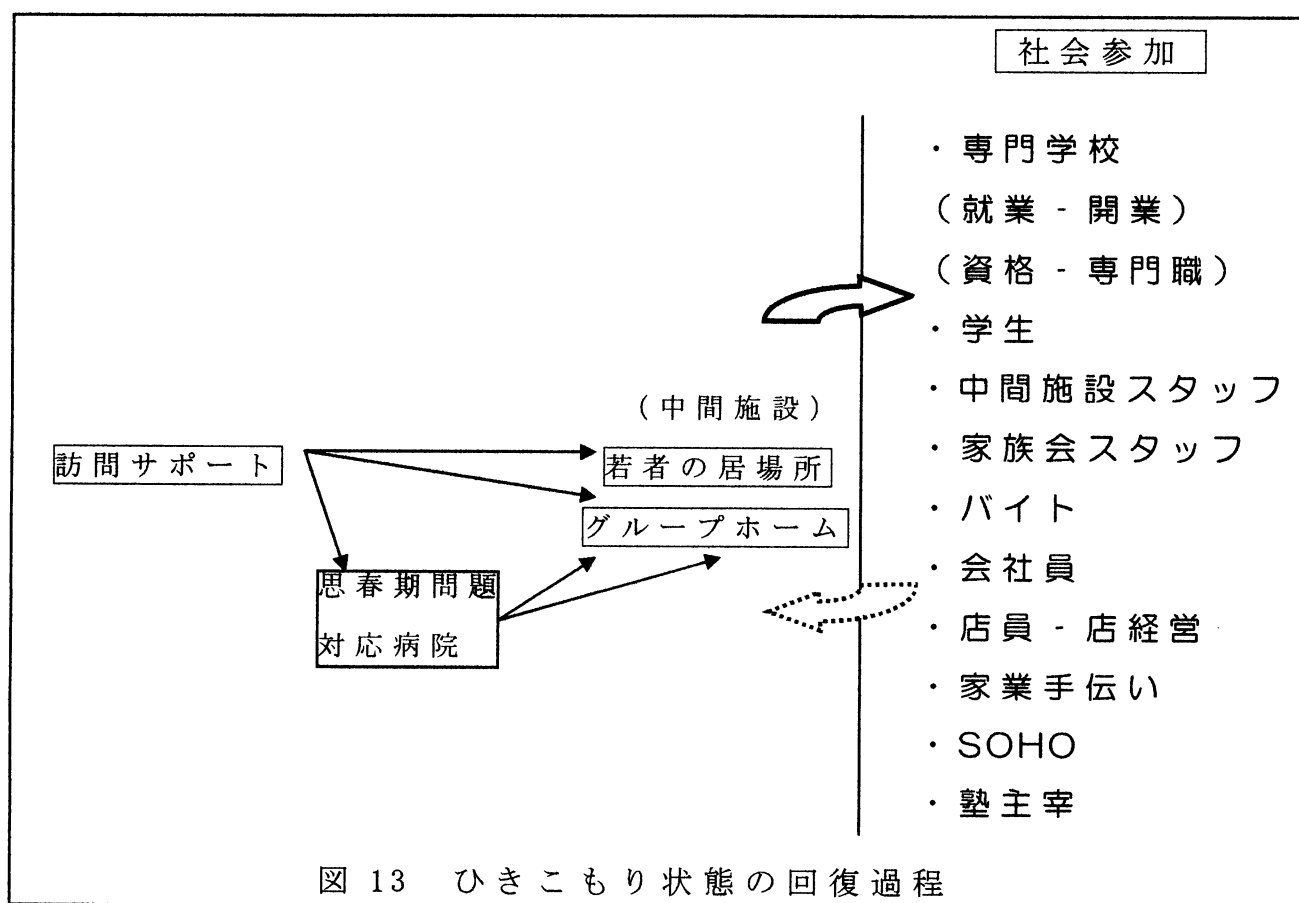 社会参加
・専門学校
（就業 - 開業）
（資格 - 専門職）
・学生
・中間施設スタッフ
・家族会スタッフ
・バイト
・会社員
・店員 - 店経営
・家業手伝い
・SOHO
・塾主宰
（中間施設）
訪問サポート
若者の居場所
グループホーム
思春期問題
対応病院
図 13 ひきこもり状態の回復過程